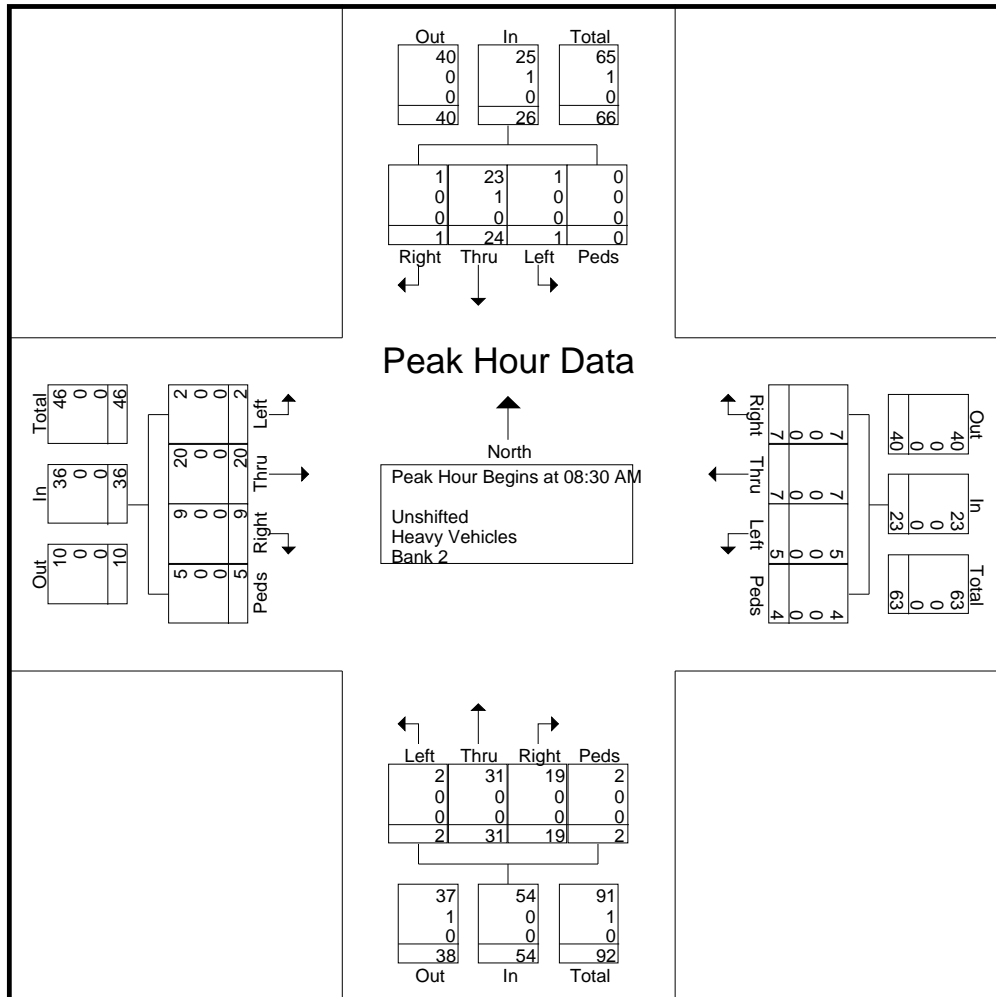 Out In Total
40 25 65
0 1 1
0 0 0
40 26 66
1 23 1 0
0 1 0 0
0 0 0 0
1 24 1 0
Right Thru Left Peds
Peak Hour Data
North
Peak Hour Begins at 08:30 AM
Unshifted
Heavy Vehicles
Bank 2
Total
46 0 0 46
In
36 0 0 36
Out
10 0 0 10
2 0 0 2
Left
20 0 0 20
Thru
9 0 0 9
Right
5 0 0 5
Peds
Right
7 0 0 7
Thru
7 0 0 7
Left
5 0 0 5
Peds
4 0 0 4
Out
40 0 0 40
In
23 0 0 23
Total
63 0 0 63
Left Thru Right Peds
2 31 19 2
0 0 0 0
0 0 0 0
2 31 19 2
37 54 91
1 0 1
0 0 0
38 54 92
Out In Total